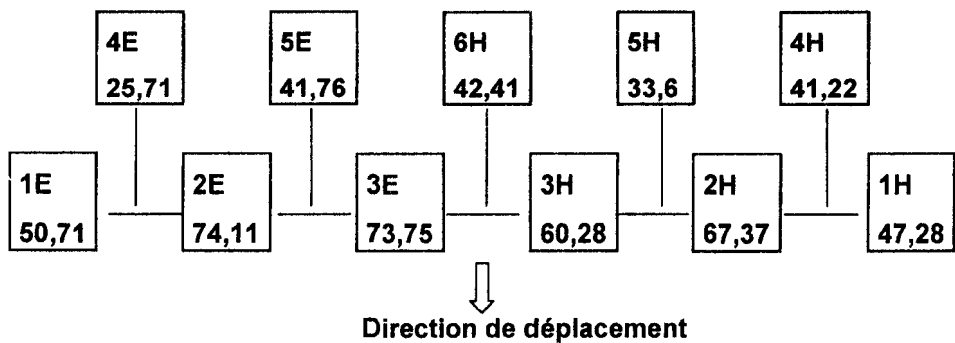 4E 5E 6H 5H 4H
25,71 41,76 42,41 33,6 41,22
1E 2E 3E 3H 2H 1H
50,71 74,11 73,75 60,28 67,37 47,28
Direction de déplacement